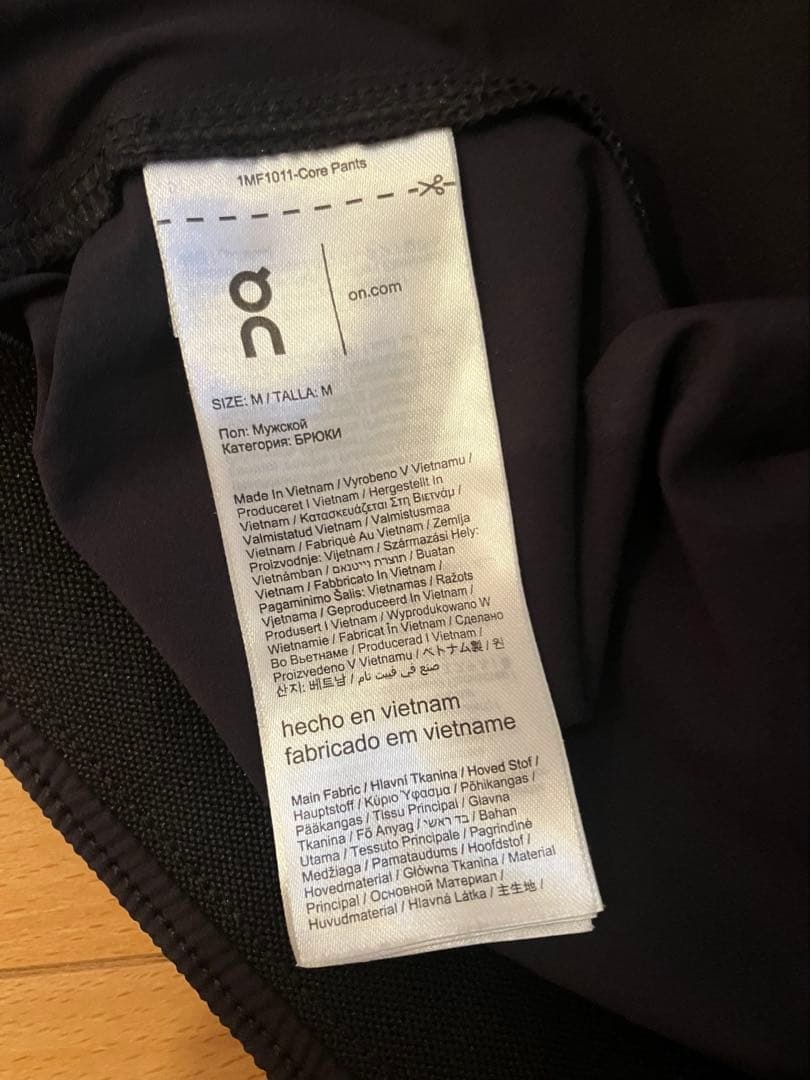 1MF1011-Core Pants
on
on.com
SIZE: M / TALLA: M
Пол: Мужской
Категория: БРЮКИ
Made In Vietnam / Vyrobeno V Vietnamu /
Produceret I Vietnam / Hergestellt In
Vietnam / Κατασκευάζεται Στη Βιετνάμ /
Valmistatud Vietnam / Valmistusmaa
Vietnam / Fabriqué Au Vietnam / Zemlja
Proizvodnje: Vijetnam / Származási Hely:
Vietnámban / תוצרת וייטנאם / Buatan
Vietnam / Fabbricato In Vietnam /
Pagaminimo Šalis: Vietnamas / Ražots
Vjetnama / Geproduceerd In Vietnam /
Produsert I Vietnam / Wyprodukowano W
Wietnamie / Fabricat în Vietnam / Сделано
Во Вьетнаме / Producerad I Vietnam /
Proizvedeno V Vietnamu / ベトナム製 / 원
산지: 베트남 / صنع في فييت نام
hecho en vietnam
fabricado em vietname
Main Fabric / Hlavní Tkanina / Hoved Stof /
Hauptstoff / Κύριο Ύφασμα / Põhikangas /
Pääkangas / Tissu Principal / Glavna
Tkanina / Fő Anyag / בד ראשי / Bahan
Utama / Tessuto Principale / Pagrindinė
Medžiaga / Pamataudums / Hoofdstof /
Hovedmaterial / Główna Tkanina / Material
Principal / Основной Материал /
Huvudmaterial / Hlavná Látka / 主生地 /